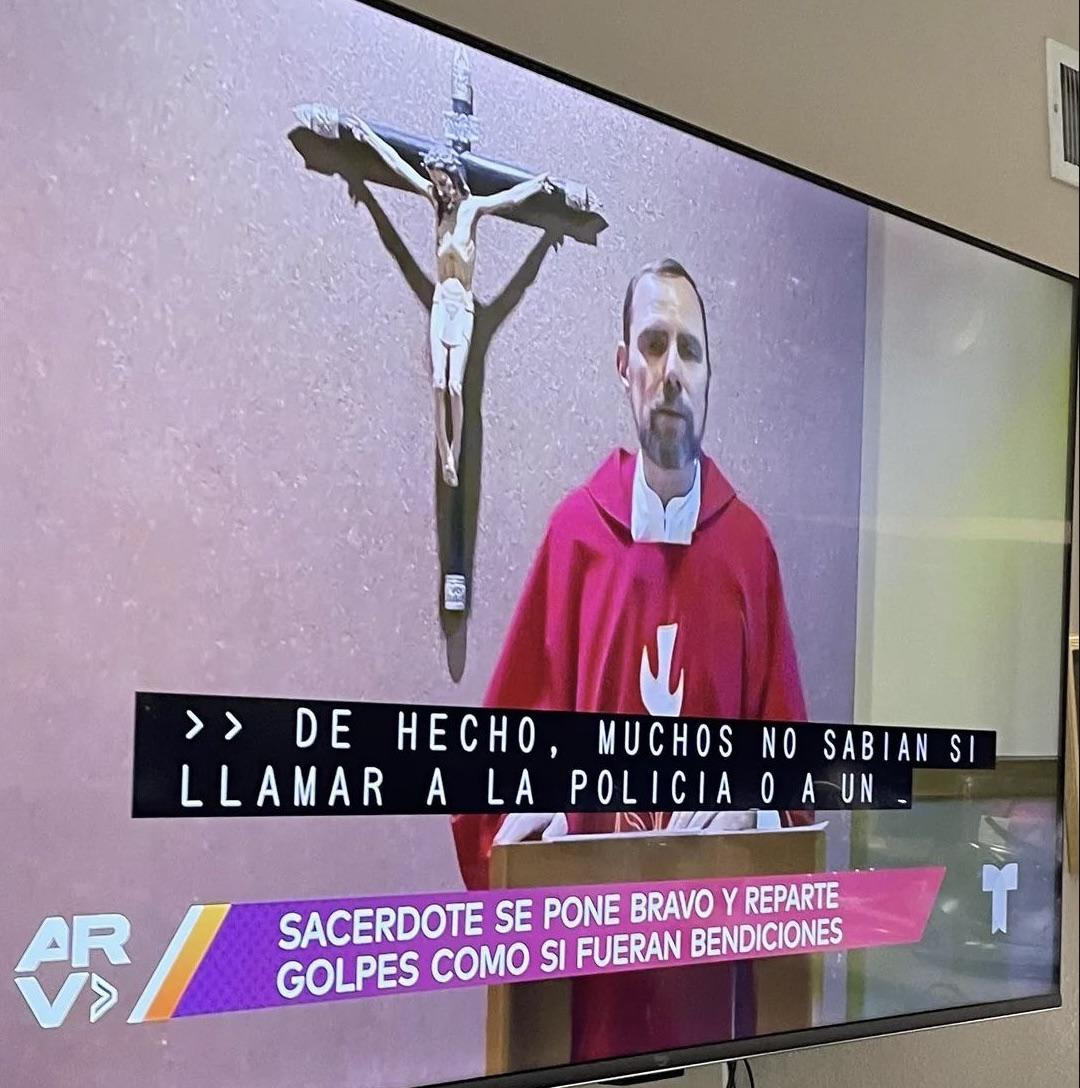 >> DE HECHO, MUCHOS NO SABIAN SI
LLAMAR A LA POLICIA O A UN
SACERDOTE SE PONE BRAVO Y REPARTE
GOLPES COMO SI FUERAN BENDICIONES
AR
V>
T